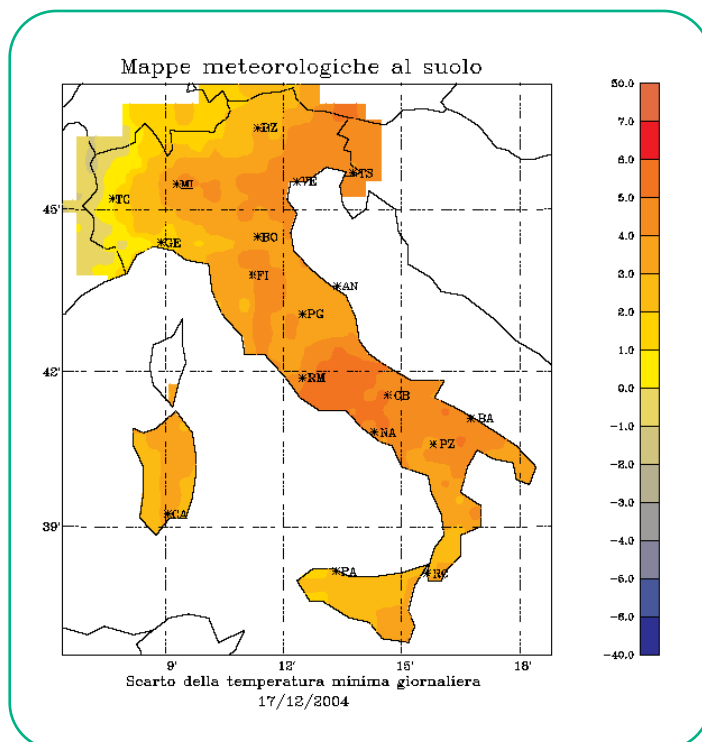 Mappe meteorologiche al suolo
50.0
7.0
6.0
5.0
4.0
3.0
2.0
1.0
0.0
-1.0
-2.0
-3.0
-4.0
-6.0
-6.0
-40.0
45'
42'
39'
9'
12'
15'
18'
*BZ
*TS
*VE
*MI
*TC
*GE
*BO
*FI
*AN
*PG
*RM
*CB
*BA
*NA
*PZ
*CA
*PA
*RC
Scarto della temperatura minima giornaliera
17/12/2004